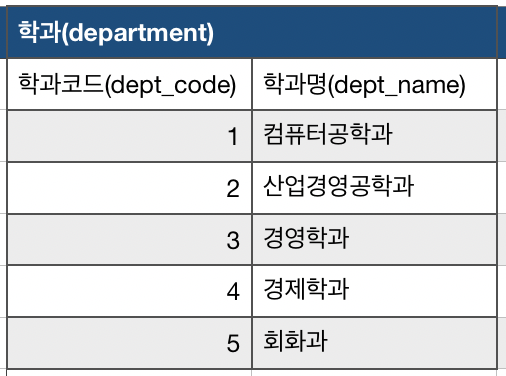 학과(department)
학과코드(dept_code) 학과명(dept_name)
1 컴퓨터공학과
2 산업경영공학과
3 경영학과
4 경제학과
5 회화과